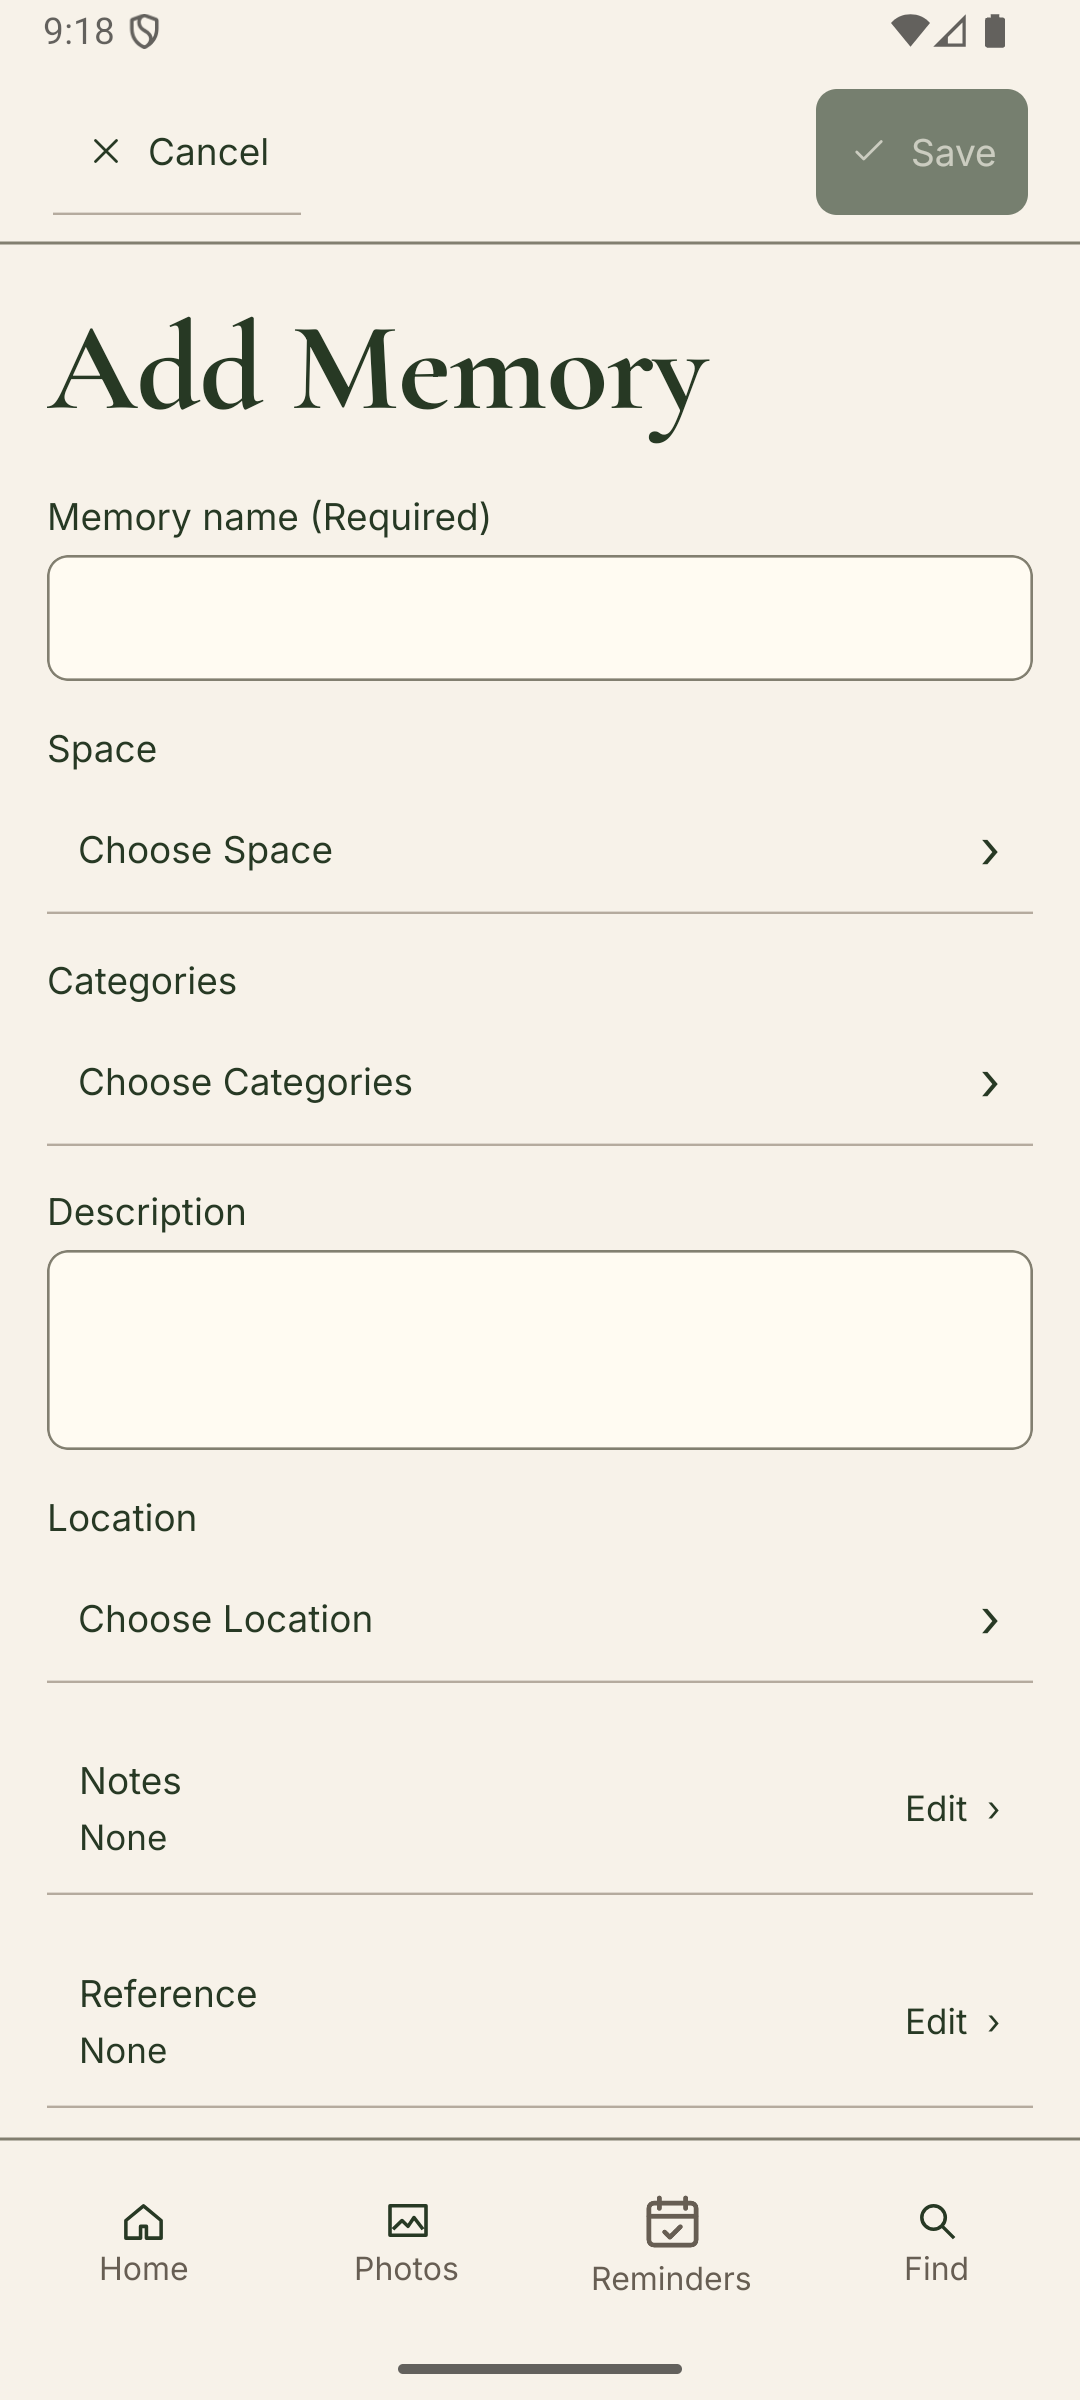 9:18
Cancel
Save
Add Memory
Memory name (Required)
Space
Choose Space
Categories
Choose Categories
Description
Location
Choose Location
Notes
None
Edit
Reference
None
Edit
Home
Photos
Reminders
Find